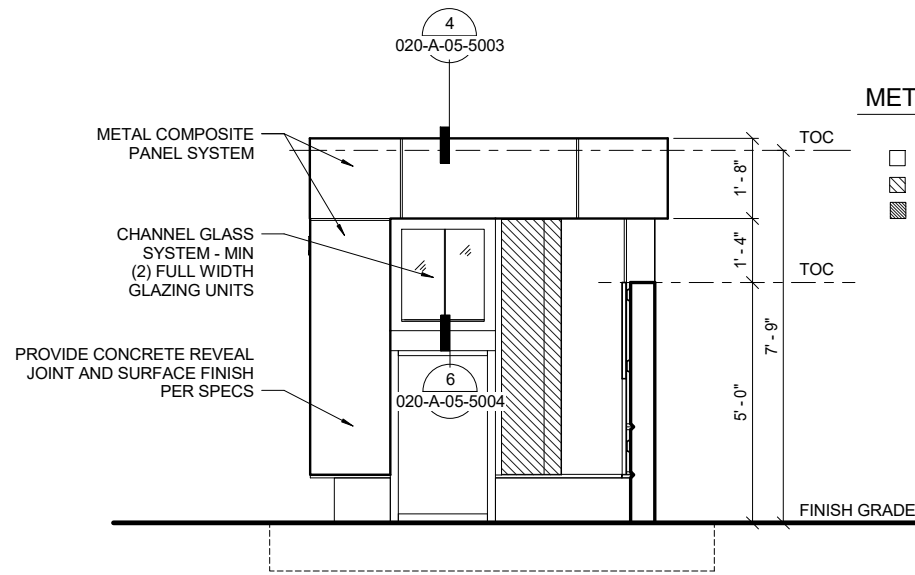 4
020-A-05-5003
MET
METAL COMPOSITE
PANEL SYSTEM
TOC
1' - 8"
CHANNEL GLASS
SYSTEM - MIN
(2) FULL WIDTH
GLAZING UNITS
1' - 4"
TOC
7' - 9"
PROVIDE CONCRETE REVEAL
JOINT AND SURFACE FINISH
PER SPECS
6
020-A-05-5004
5' - 0"
FINISH GRADE